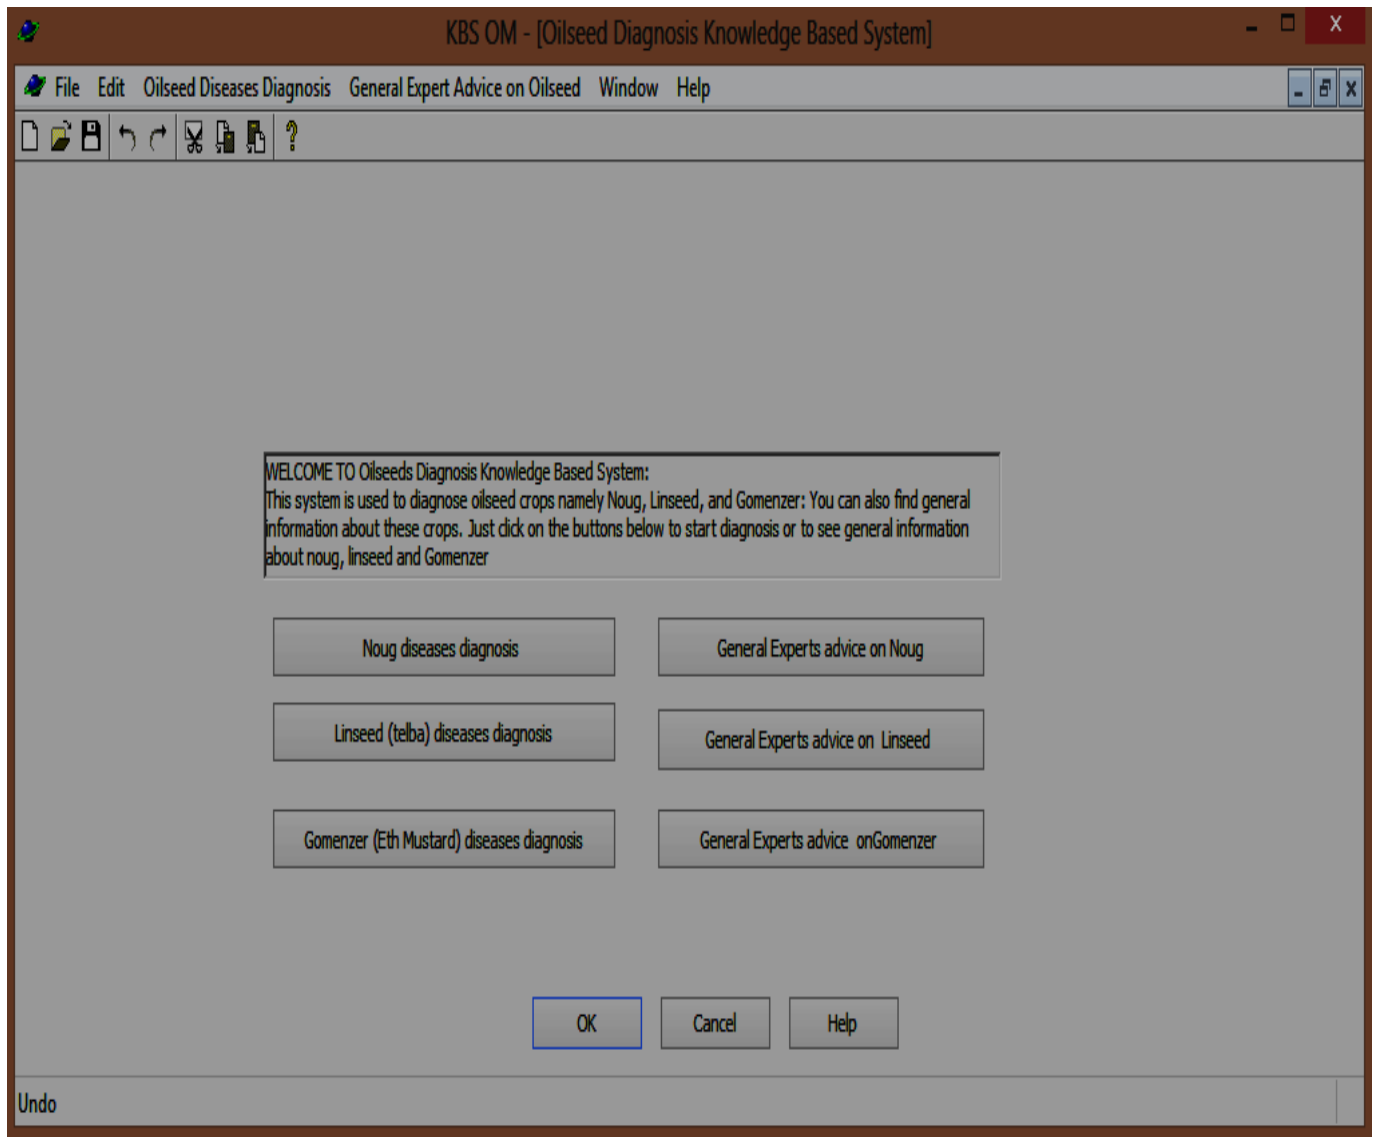 KBS OM - [Oilseed Diagnosis Knowledge Based System]
X
File Edit Oilseed Diseases Diagnosis General Expert Advice on Oilseed Window Help
WELCOME TO Oilseeds Diagnosis Knowledge Based System:
This system is used to diagnose oilseed crops namely Noug, Linseed, and Gomenzer: You can also find general
information about these crops. Just click on the buttons below to start diagnosis or to see general information
about noug, linseed and Gomenzer
Noug diseases diagnosis General Experts advice on Noug
Linseed (telba) diseases diagnosis General Experts advice on Linseed
Gomenzer (Eth Mustard) diseases diagnosis General Experts advice onGomenzer
OK Cancel Help
Undo